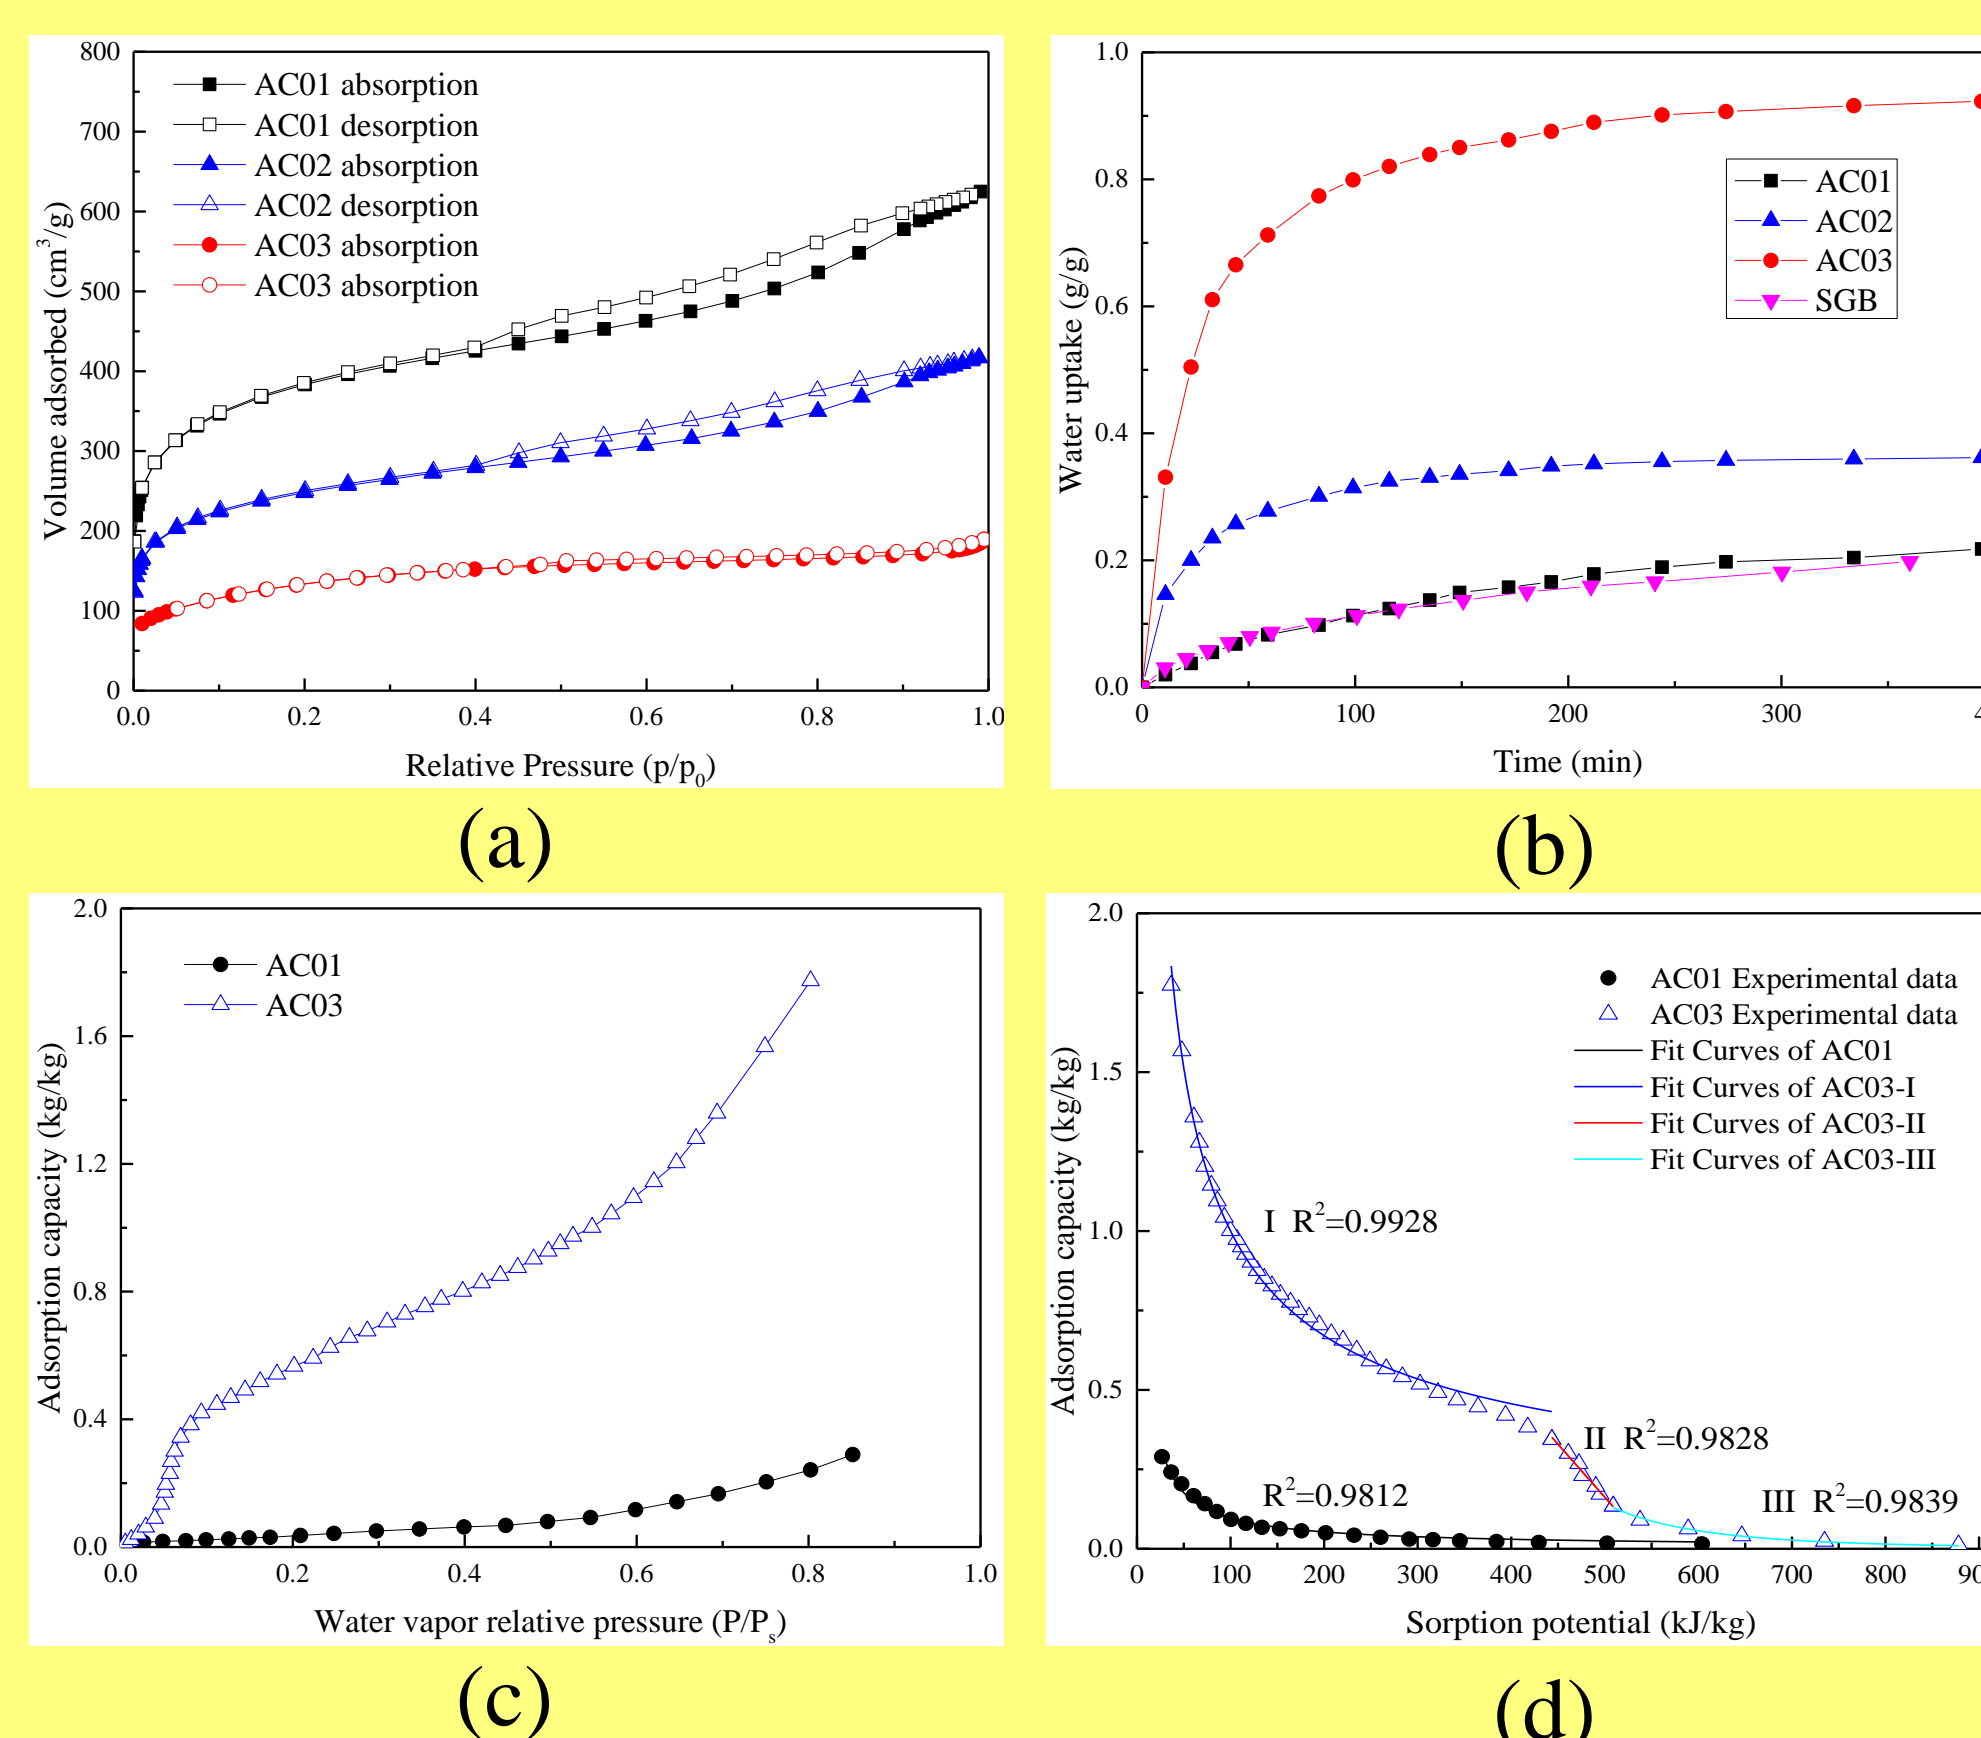 800
700
600
500
400
300
200
100
0
Volume adsorbed (cm³/g)
AC01 absorption
AC01 desorption
AC02 absorption
AC02 desorption
AC03 absorption
AC03 absorption
0.0 0.2 0.4 0.6 0.8 1.0
Relative Pressure (p/p₀)
(a)
1.0
0.8
0.6
0.4
0.2
0.0
Water uptake (g/g)
AC01
AC02
AC03
SGB
0 100 200 300 4
Time (min)
(b)
2.0
1.6
1.2
0.8
0.4
0.0
Adsorption capacity (kg/kg)
AC01
AC03
0.0 0.2 0.4 0.6 0.8 1.0
Water vapor relative pressure (P/Pₛ)
(c)
2.0
1.5
1.0
0.5
0.0
Adsorption capacity (kg/kg)
AC01 Experimental data
AC03 Experimental data
Fit Curves of AC01
Fit Curves of AC03-I
Fit Curves of AC03-II
Fit Curves of AC03-III
I R²=0.9928
II R²=0.9828
R²=0.9812
III R²=0.9839
0 100 200 300 400 500 600 700 800 90
Sorption potential (kJ/kg)
(d)